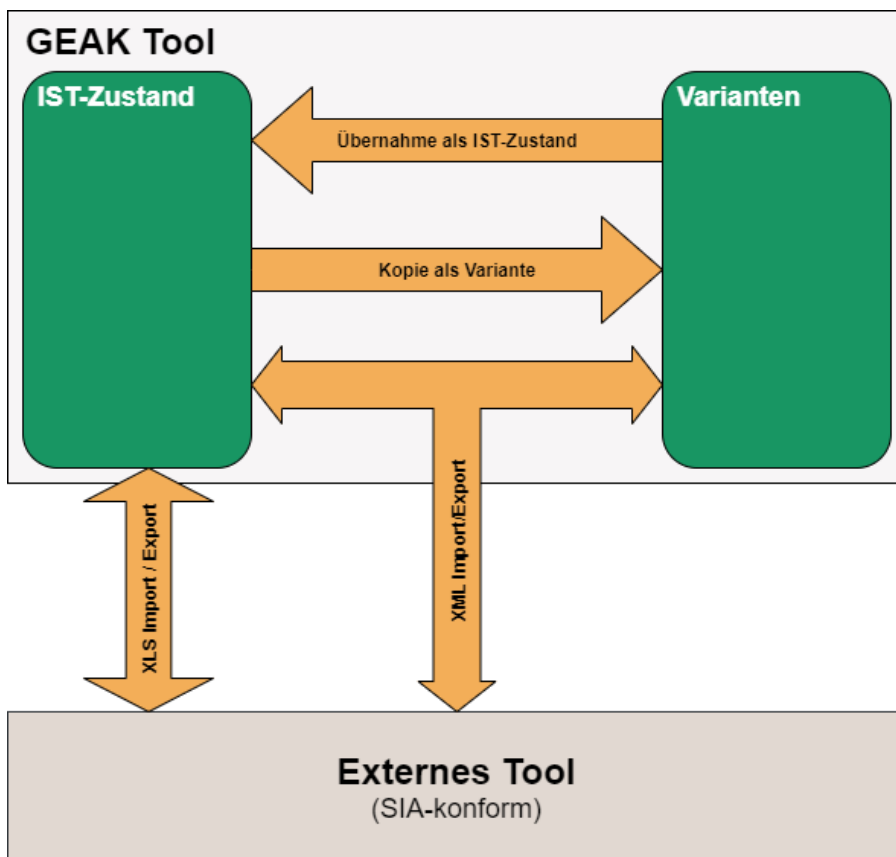 GEAK Tool
IST-Zustand
Varianten
Übernahme als IST-Zustand
Kopie als Variante
XLS Import / Export
XML Import/Export
Externes Tool
(SIA-konform)